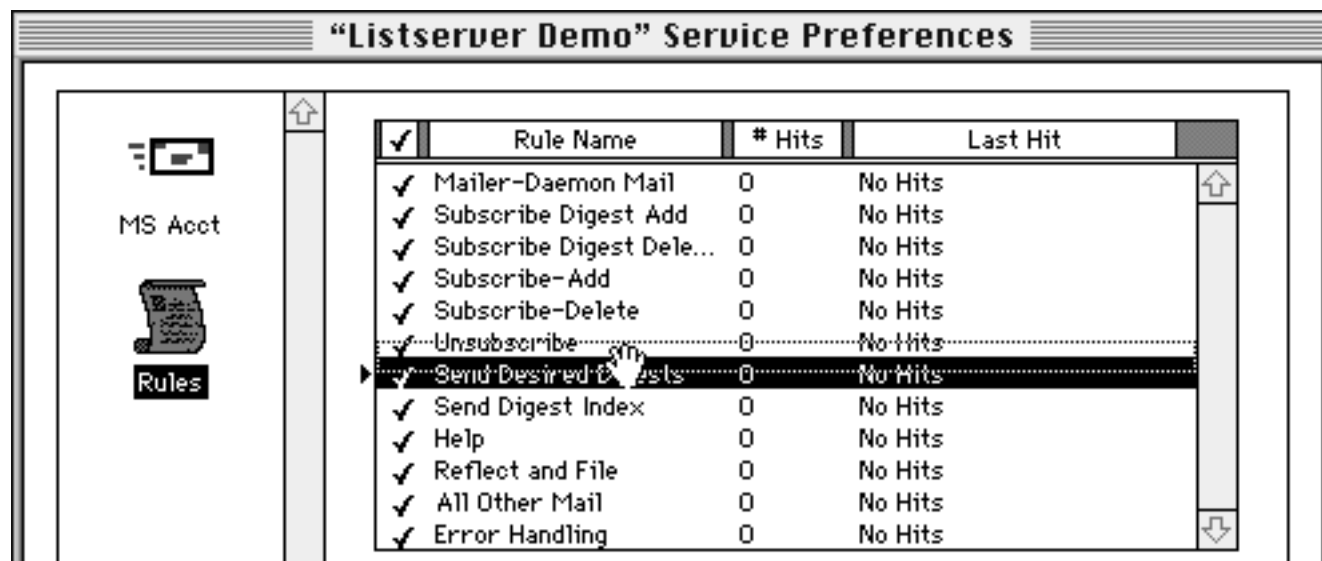 “Listserver Demo” Service Preferences
MS Acct
Rules
✓ Rule Name # Hits Last Hit
✓ Mailer-Daemon Mail 0 No Hits
✓ Subscribe Digest Add 0 No Hits
✓ Subscribe Digest Dele... 0 No Hits
✓ Subscribe-Add 0 No Hits
✓ Subscribe-Delete 0 No Hits
✓ Unsubscribe 0 No Hits
✓ Send Desired 0 No Hits
✓ Send Digest Index 0 No Hits
✓ Help 0 No Hits
✓ Reflect and File 0 No Hits
✓ All Other Mail 0 No Hits
✓ Error Handling 0 No Hits